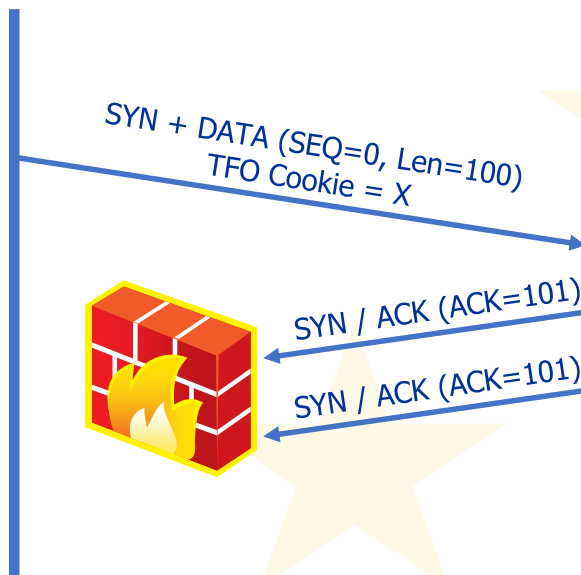 SYN + DATA (SEQ=0, Len=100)
TFO Cookie = X
SYN / ACK (ACK=101)
SYN / ACK (ACK=101)